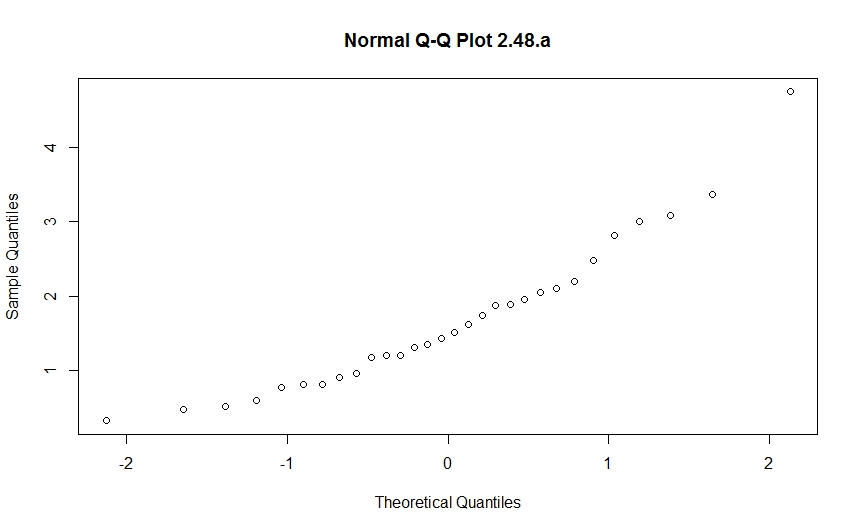 Normal Q-Q Plot 2.48.a
Sample Quantiles
4
3
2
1
-2 -1 0 1 2
Theoretical Quantiles